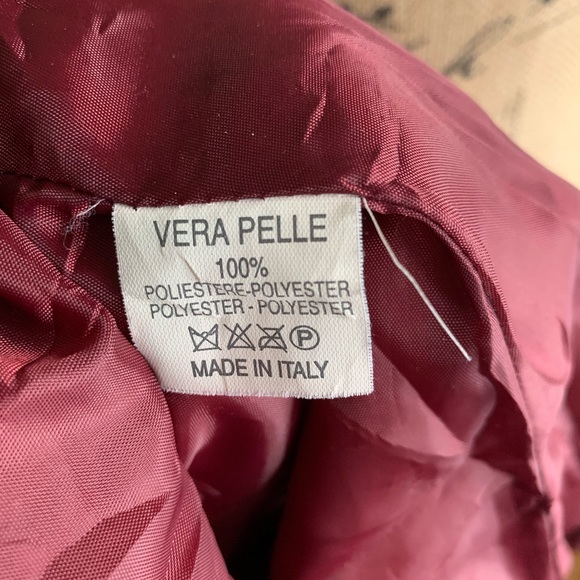 VERA PELLE
100%
POLIESTERE-POLYESTER
POLYESTER - POLYESTER
P
MADE IN ITALY